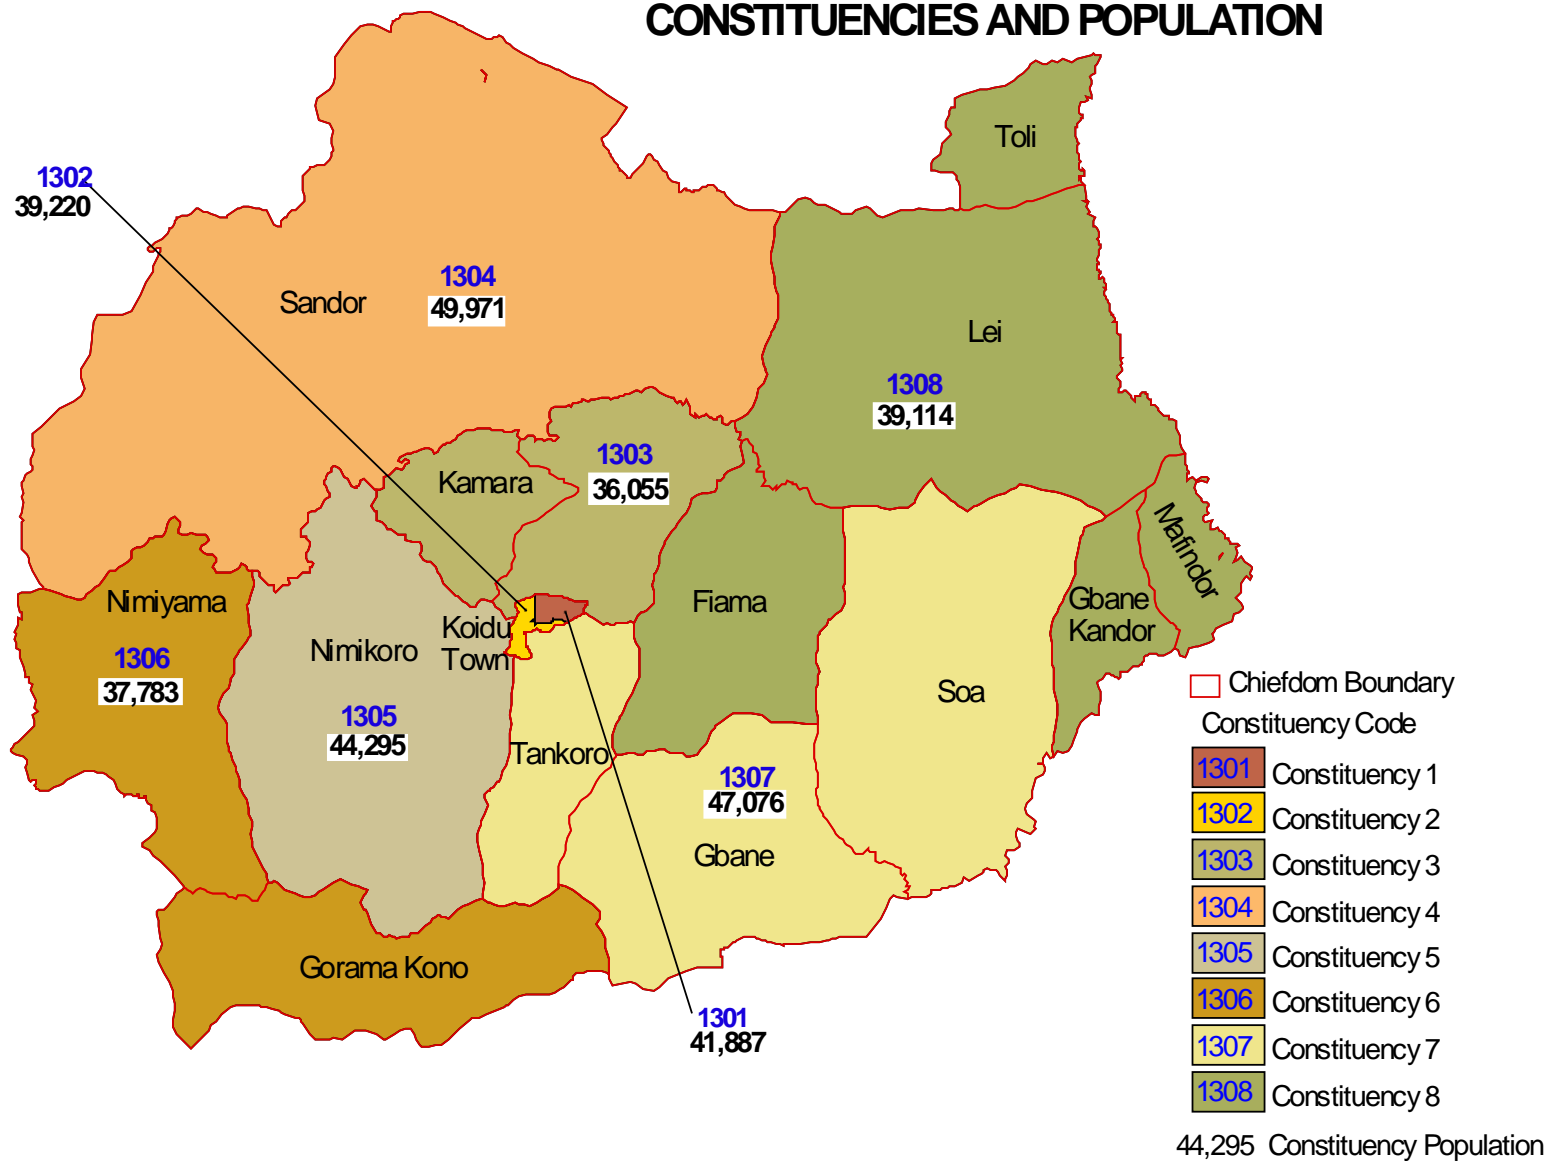 CONSTITUENCIES AND POPULATION
Toli
1302
39,220
1304
49,971
Sandor
Lei
1308
39,114
1303
36,055
Kamara
Mafindor
Nimiyama
1306
37,783
Nimikoro
1305
44,295
Koidu
Town
Fiama
Gbane
Kandor
Soa
Tankoro
1307
47,076
Gbane
Gorama Kono
1301
41,887
Chiefdom Boundary
Constituency Code
1301 Constituency 1
1302 Constituency 2
1303 Constituency 3
1304 Constituency 4
1305 Constituency 5
1306 Constituency 6
1307 Constituency 7
1308 Constituency 8
44,295 Constituency Population